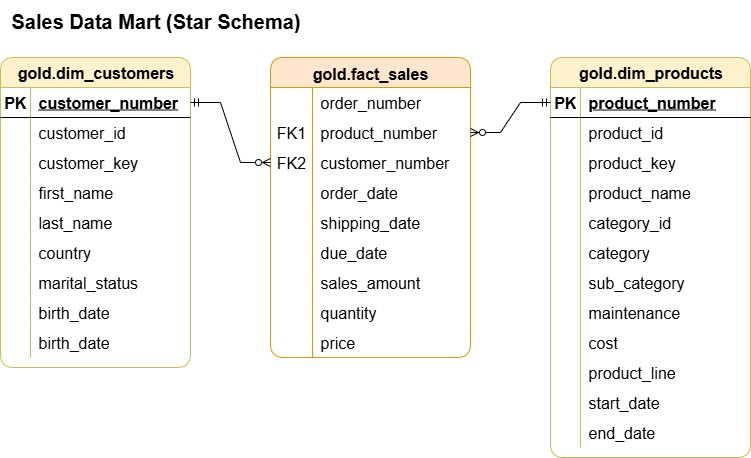 Sales Data Mart (Star Schema)
gold.dim_customers
PK customer_number
customer_id
customer_key
first_name
last_name
country
marital_status
birth_date
birth_date
gold.fact_sales
order_number
FK1 product_number
FK2 customer_number
order_date
shipping_date
due_date
sales_amount
quantity
price
gold.dim_products
PK product_number
product_id
product_key
product_name
category_id
category
sub_category
maintenance
cost
product_line
start_date
end_date